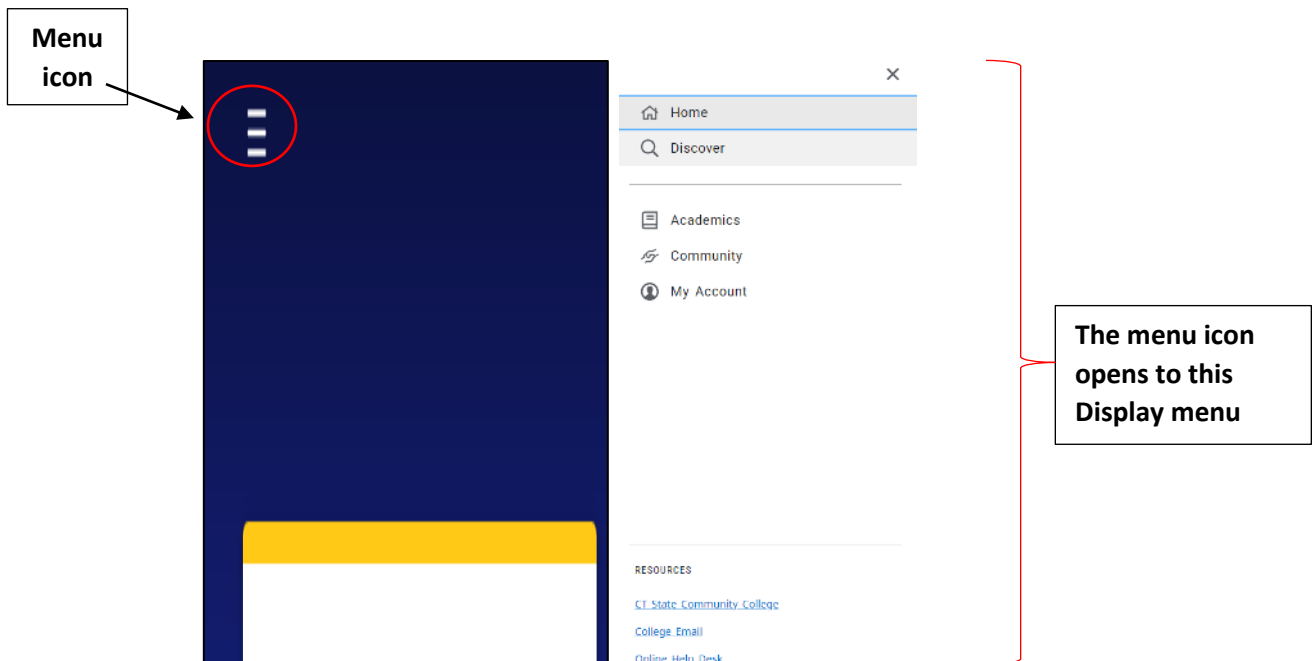 Menu
icon
Home
Discover
Academics
Community
My Account
The menu icon
opens to this
Display menu
RESOURCES
CT State Community College
College Email
Online Help Desk